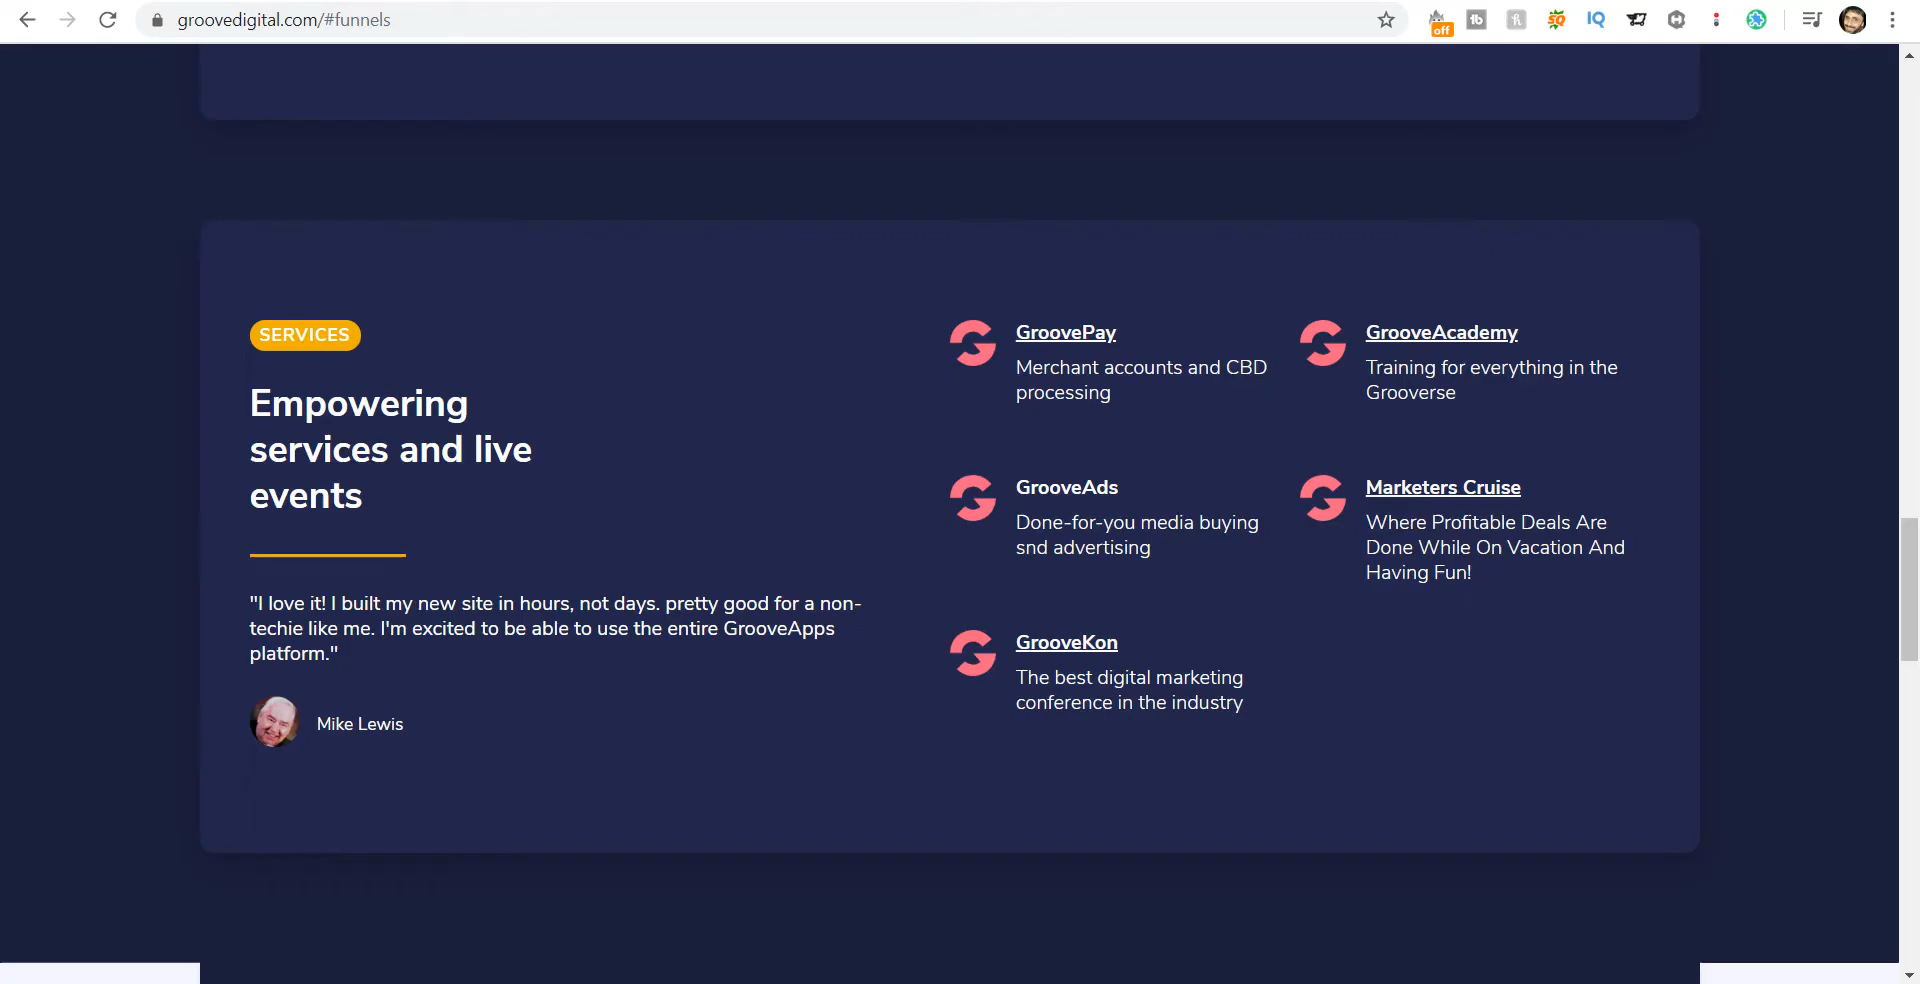 groovedigital.com/#funnels
off
SERVICES
Empowering
services and live
events
"I love it! I built my new site in hours, not days. pretty good for a non-
techie like me. I'm excited to be able to use the entire GrooveApps
platform."
Mike Lewis
GroovePay
Merchant accounts and CBD
processing
GrooveAcademy
Training for everything in the
Grooverse
GrooveAds
Done-for-you media buying
snd advertising
Marketers Cruise
Where Profitable Deals Are
Done While On Vacation And
Having Fun!
GrooveKon
The best digital marketing
conference in the industry